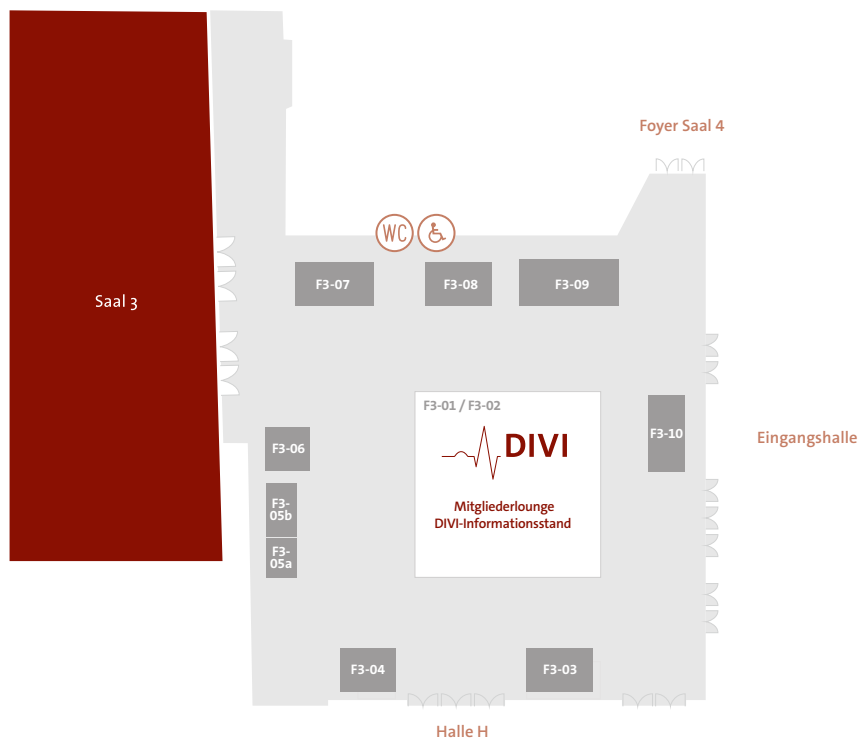 Foyer Saal 4
WC
F3-07
F3-08
F3-09
Saal 3
F3-01 / F3-02
DIVI
Mitgliederlounge
DIVI-Informationsstand
F3-10
Eingangshalle
F3-06
F3-
05b
F3-
05a
F3-04
F3-03
Halle H